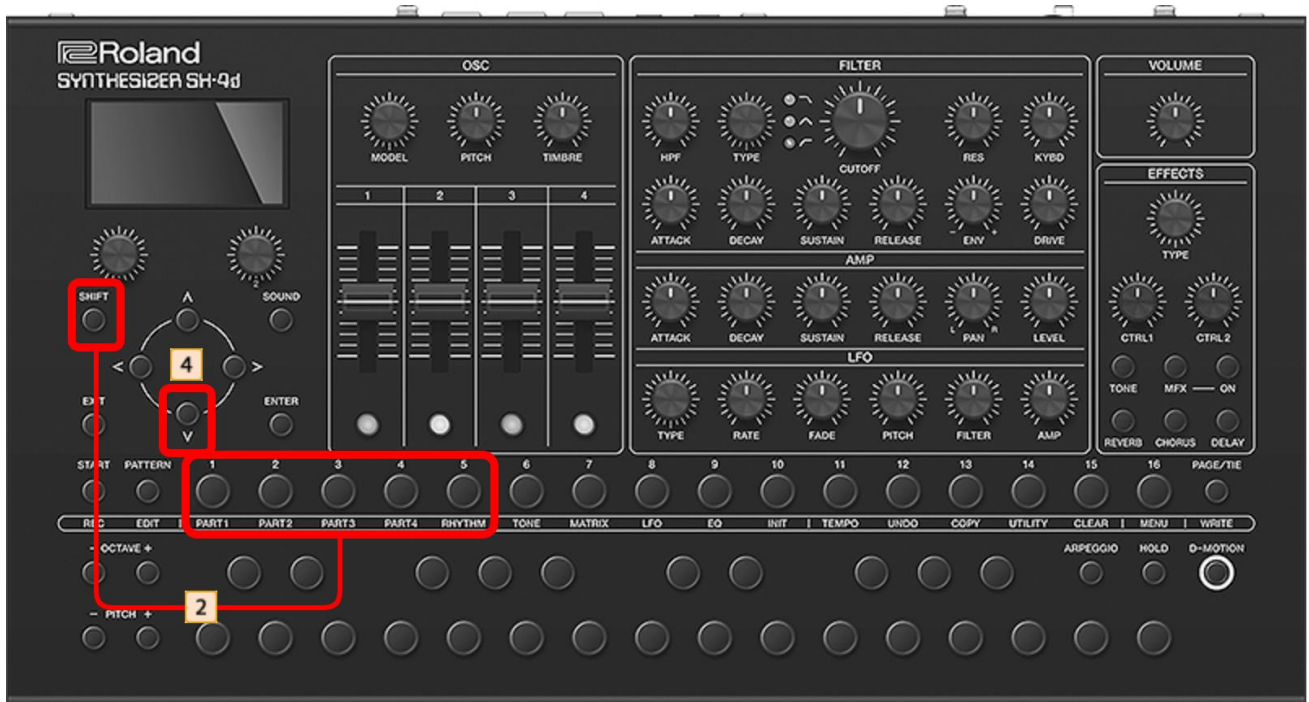 Roland
SYNTHESIZER SH-4d
OSC
FILTER
VOLUME
MODEL PITCH TIMBRE
HPF TYPE CUTOFF RES KYBD
EFFECTS
1 2 3 4
ATTACK DECAY SUSTAIN RELEASE - ENV + DRIVE
TYPE
AMP
2
SHIFT
SOUND
ATTACK DECAY SUSTAIN RELEASE L PAN R LEVEL
CTRL1 CTRL2
LFO
< 4 >
TONE MFX ON
EXIT ENTER
TYPE RATE FADE PITCH FILTER AMP
REVERB CHORUS DELAY
START PATTERN 1 2 3 4 5 6 7 8 9 10 11 12 13 14 15 16 PAGE/TIE
REC EDIT | PART1 PART2 PART3 PART4 RHYTHM TONE MATRIX LFO EQ INIT | TEMPO UNDO COPY UTILITY CLEAR | MENU | WRITE
- OCTAVE +
ARPEGGIO HOLD D-MOTION
2
- PITCH +